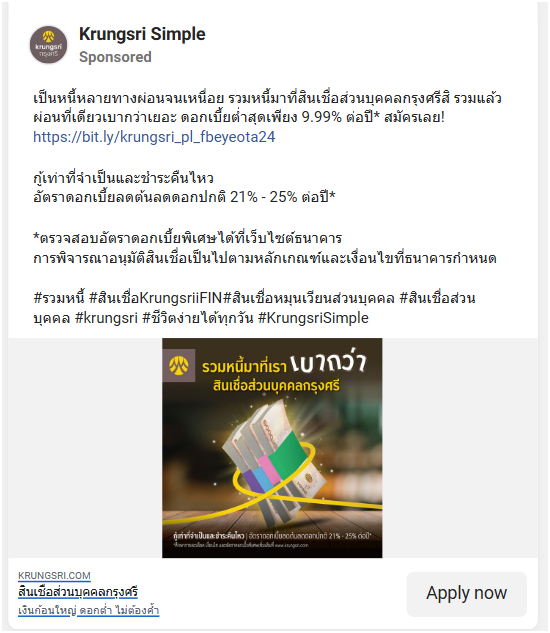 Krungsri Simple
Sponsored
krungsri
กรุงศรี
เป็นหนี้หลายทางผ่อนจนเหนื่อย รวมหนี้มาที่สินเชื่อส่วนบุคคลกรุงศรีสิ รวมแล้ว
ผ่อนที่เดียวเบากว่าเยอะ ดอกเบี้ยต่ำสุดเพียง 9.99% ต่อปี* สมัครเลย!
https://bit.ly/krungsri_pl_fbeyeota24
กู้เท่าที่จำเป็นและชำระคืนไหว
อัตราดอกเบี้ยลดต้นลดดอกปกติ 21% - 25% ต่อปี*
*ตรวจสอบอัตราดอกเบี้ยพิเศษได้ที่เว็บไซต์ธนาคาร
การพิจารณาอนุมัติสินเชื่อเป็นไปตามหลักเกณฑ์และเงื่อนไขที่ธนาคารกำหนด
#รวมหนี้ #สินเชื่อKrungsriiFIN#สินเชื่อหมุนเวียนส่วนบุคคล #สินเชื่อส่วน
บุคคล #krungsri #ชีวิตง่ายได้ทุกวัน #KrungsriSimple
รวมหนี้มาที่เรา เบากว่า
สินเชื่อส่วนบุคคลกรุงศรี
กู้เท่าที่จำเป็นและชำระคืนไหว | อัตราดอกเบี้ยลดต้นลดดอกปกติ 21% - 25% ต่อปี*
www.krungsri.com
KRUNGSRI.COM
สินเชื่อส่วนบุคคลกรุงศรี
เงินก้อนใหญ่ ดอกต่ำ ไม่ต้องค้ำ
Apply now